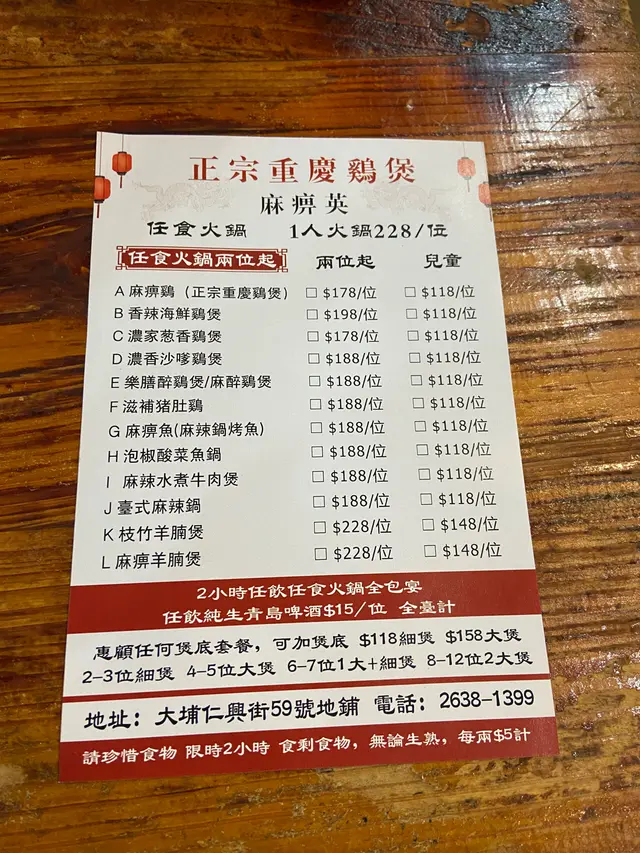 正宗重慶鷄煲
麻痹英
任食火鍋 1人火鍋228/位
任食火鍋兩位起 兩位起 兒童
A 麻痹鷄（正宗重慶鷄煲） □ $178/位 □ $118/位
B 香辣海鮮鷄煲 □ $198/位 □ $118/位
C 濃家葱香鷄煲 □ $178/位 □ $118/位
D 濃香沙嗲鷄煲 □ $188/位 □ $118/位
E 樂膳醉鷄煲/麻醉鷄煲 □ $188/位 □ $118/位
F 滋補猪肚鷄 □ $188/位 □ $118/位
G 麻痹魚(麻辣鍋烤魚) □ $188/位 □ $118/位
H 泡椒酸菜魚鍋 □ $188/位 □ $118/位
I 麻辣水煮牛肉煲 □ $188/位 □ $118/位
J 臺式麻辣鍋 □ $188/位 □ $118/位
K 枝竹羊腩煲 □ $228/位 □ $148/位
L 麻痹羊腩煲 □ $228/位 □ $148/位
2小時任飲任食火鍋全包宴
任飲純生青島啤酒$15/位 全臺計
惠顧任何煲底套餐，可加煲底 $118細煲 $158大煲
2-3位細煲 4-5位大煲 6-7位1大+細煲 8-12位2大煲
地址：大埔仁興街59號地鋪 電話：2638-1399
請珍惜食物 限時2小時 食剩食物，無論生熟，每兩$5計